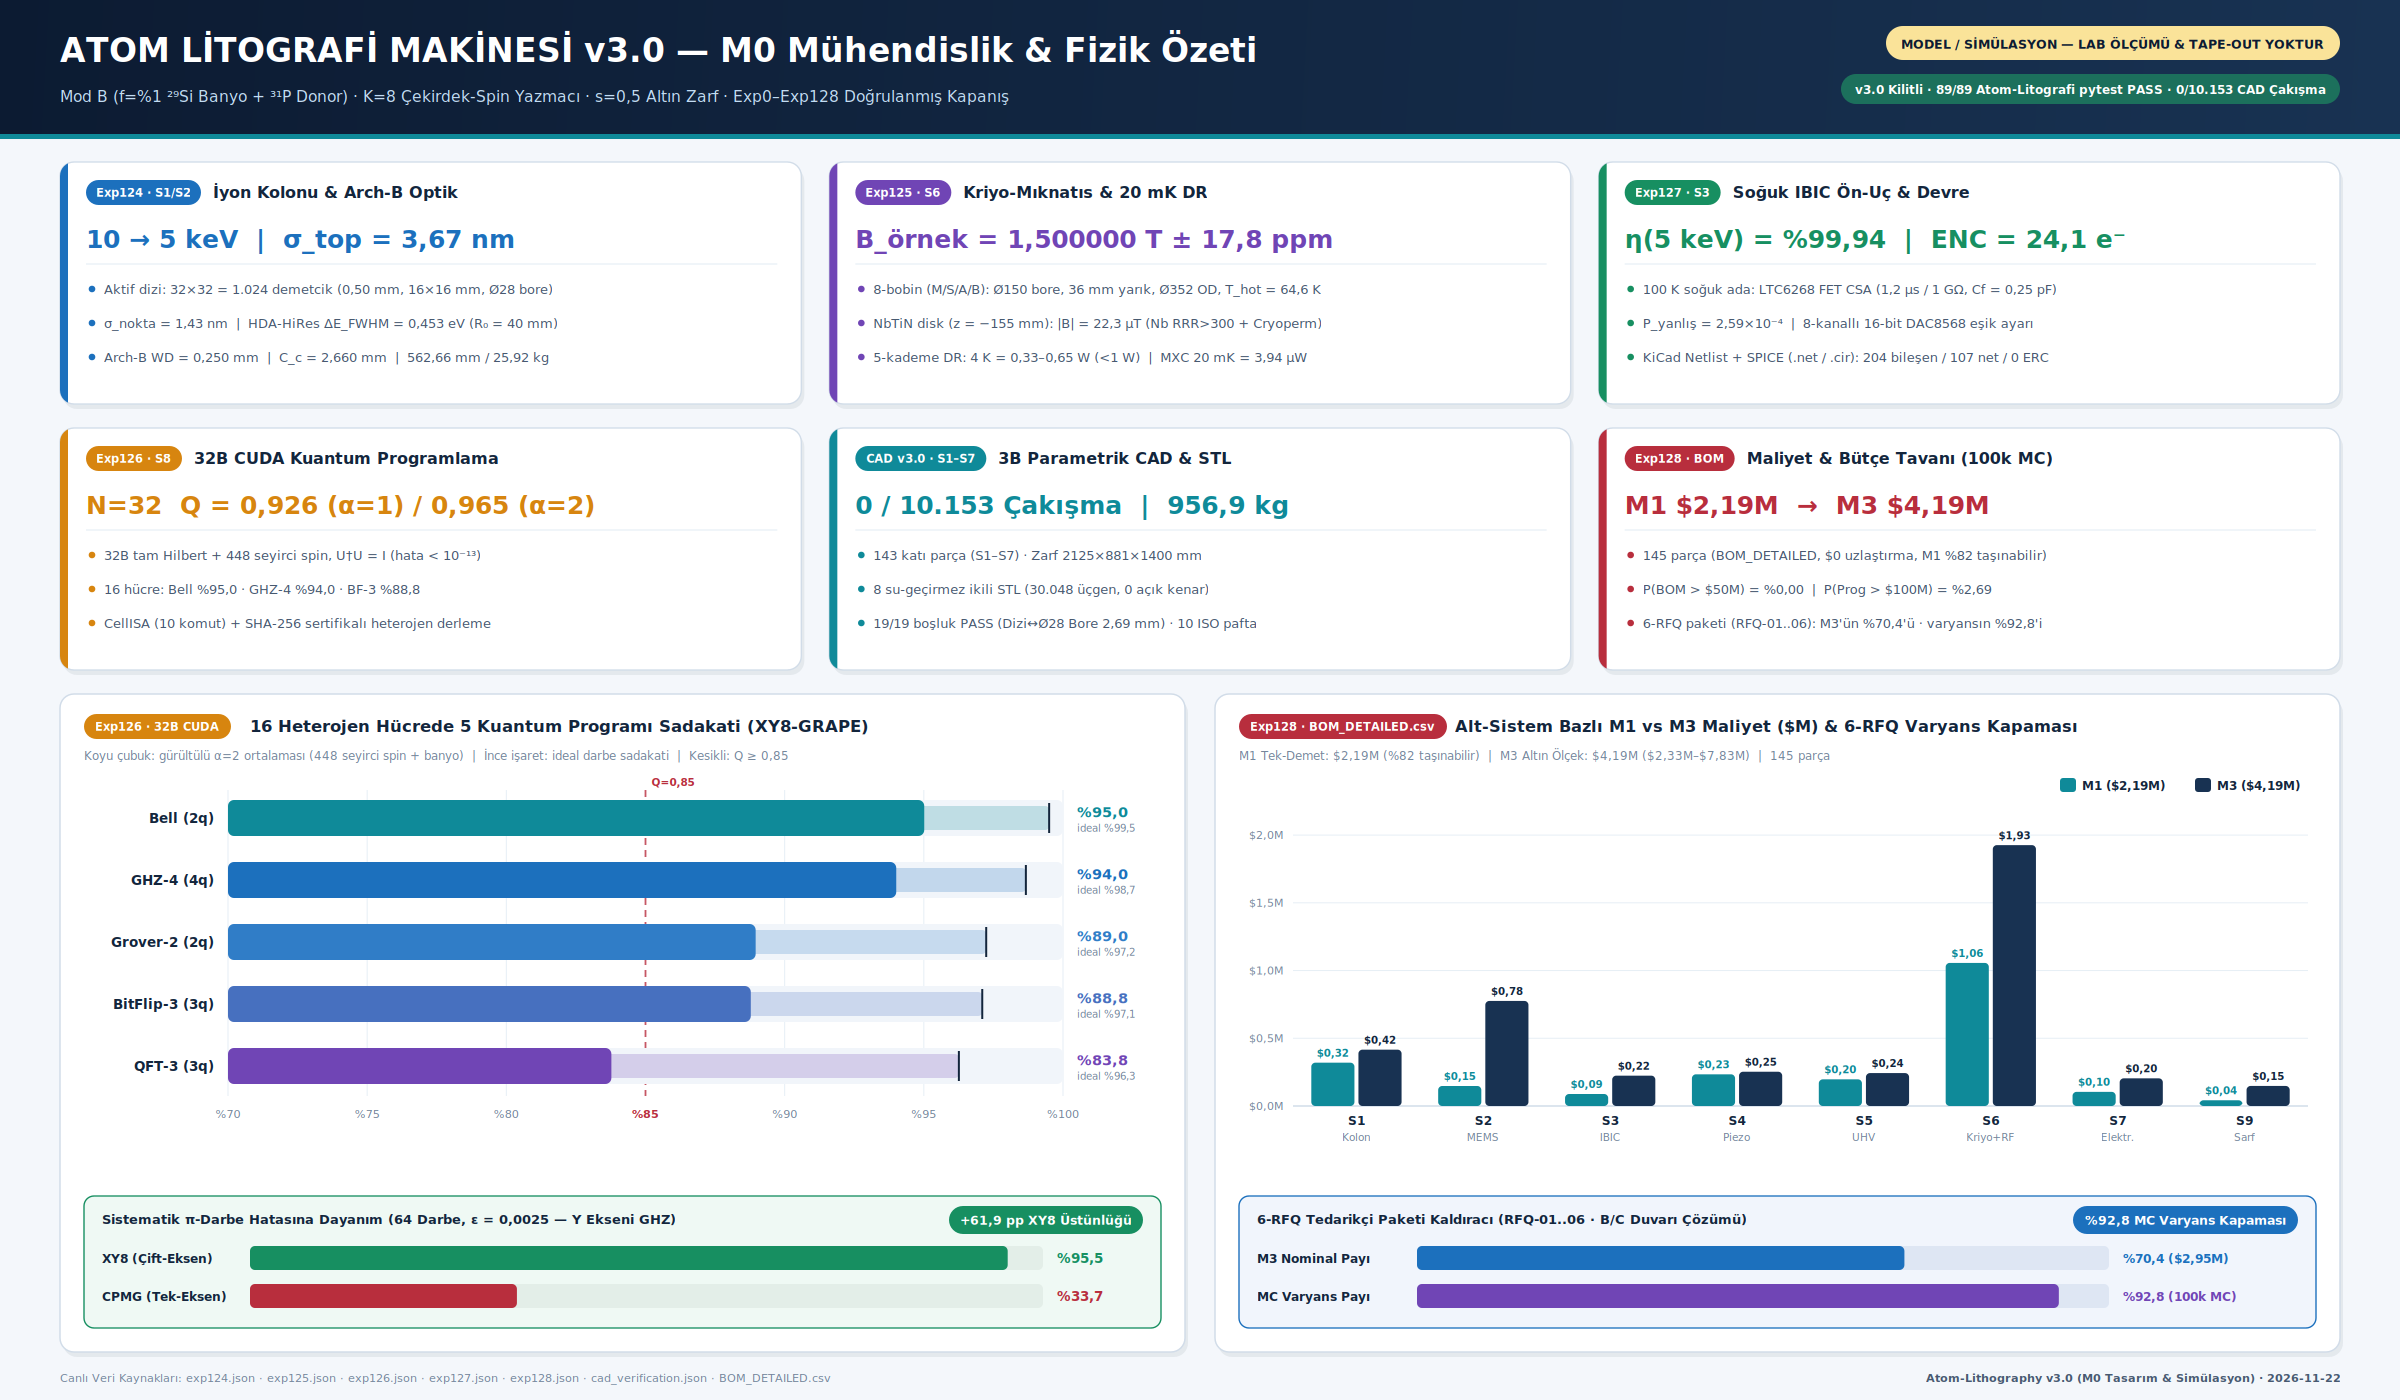 ATOM LİTOGRAFİ MAKİNESİ v3.0 — M0 Mühendislik & Fizik Özeti
MODEL / SİMÜLASYON — LAB ÖLÇÜMÜ & TAPE-OUT YOKTUR
Mod B (f=%1 ²⁹Si Banyo + ³¹P Donor) · K=8 Çekirdek-Spin Yazmacı · s=0,5 Altın Zarf · Exp0–Exp128 Doğrulanmış Kapanış
v3.0 Kilitli · 89/89 Atom-Litografi pytest PASS · 0/10.153 CAD Çakışma
Exp124 · S1/S2 İyon Kolonu & Arch-B Optik
10 → 5 keV | σ_top = 3,67 nm
Aktif dizi: 32×32 = 1.024 demetcik (0,50 mm, 16×16 mm, Ø28 bore)
σ_nokta = 1,43 nm | HDA-HiRes ΔE_FWHM = 0,453 eV (R₀ = 40 mm)
Arch-B WD = 0,250 mm | C_c = 2,660 mm | 562,66 mm / 25,92 kg
Exp125 · S6 Kriyo-Mıknatıs & 20 mK DR
B_örnek = 1,500000 T ± 17,8 ppm
8-bobin (M/S/A/B): Ø150 bore, 36 mm yarık, Ø352 OD, T_hot = 64,6 K
NbTiN disk (z = −155 mm): |B| = 22,3 µT (Nb RRR>300 + Cryoperm)
5-kademe DR: 4 K = 0,33–0,65 W (<1 W) | MXC 20 mK = 3,94 µW
Exp127 · S3 Soğuk IBIC Ön-Uç & Devre
η(5 keV) = %99,94 | ENC = 24,1 e⁻
100 K soğuk ada: LTC6268 FET CSA (1,2 µs / 1 GΩ, Cf = 0,25 pF)
P_yanlış = 2,59×10⁻⁴ | 8-kanallı 16-bit DAC8568 eşik ayarı
KiCad Netlist + SPICE (.net / .cir): 204 bileşen / 107 net / 0 ERC
Exp126 · S8 32B CUDA Kuantum Programlama
N=32 Q = 0,926 (α=1) / 0,965 (α=2)
32B tam Hilbert + 448 seyirci spin, U†U = I (hata < 10⁻¹³)
16 hücre: Bell %95,0 · GHZ-4 %94,0 · BF-3 %88,8
CellISA (10 komut) + SHA-256 sertifikalı heterojen derleme
CAD v3.0 · S1–S7 3B Parametrik CAD & STL
0 / 10.153 Çakışma | 956,9 kg
143 katı parça (S1–S7) · Zarf 2125×881×1400 mm
8 su-geçirmez ikili STL (30.048 üçgen, 0 açık kenar)
19/19 boşluk PASS (Dizi↔Ø28 Bore 2,69 mm) · 10 ISO pafta
Exp128 · BOM Maliyet & Bütçe Tavanı (100k MC)
M1 $2,19M → M3 $4,19M
145 parça (BOM_DETAILED, $0 uzlaştırma, M1 %82 taşınabilir)
P(BOM > $50M) = %0,00 | P(Prog > $100M) = %2,69
6-RFQ paketi (RFQ-01..06): M3'ün %70,4'ü · varyansın %92,8'i
Exp126 · 32B CUDA 16 Heterojen Hücrede 5 Kuantum Programı Sadakati (XY8-GRAPE)
Koyu çubuk: gürültülü α=2 ortalaması (448 seyirci spin + banyo) | İnce işaret: ideal darbe sadakati | Kesikli: Q ≥ 0,85
Q=0,85
Bell (2q) %95,0
ideal %99,5
GHZ-4 (4q) %94,0
ideal %98,7
Grover-2 (2q) %89,0
ideal %97,2
BitFlip-3 (3q) %88,8
ideal %97,1
QFT-3 (3q) %83,8
ideal %96,3
%70 %75 %80 %85 %90 %95 %100
Sistematik π-Darbe Hatasına Dayanım (64 Darbe, ε = 0,0025 — Y Ekseni GHZ) +61,9 pp XY8 Üstünlüğü
XY8 (Çift-Eksen) %95,5
CPMG (Tek-Eksen) %33,7
Exp128 · BOM_DETAILED.csv Alt-Sistem Bazlı M1 vs M3 Maliyet ($M) & 6-RFQ Varyans Kapaması
M1 Tek-Demet: $2,19M (%82 taşınabilir) | M3 Altın Ölçek: $4,19M ($2,33M–$7,83M) | 145 parça
M1 ($2,19M) M3 ($4,19M)
$2,0M
$1,5M
$1,0M
$0,5M
$0,0M
$0,32 $0,42 $0,15 $0,78 $0,09 $0,22 $0,23 $0,25 $0,20 $0,24 $1,06 $1,93 $0,10 $0,20 $0,04 $0,15
S1 S2 S3 S4 S5 S6 S7 S9
Kolon MEMS IBIC Piezo UHV Kriyo+RF Elektr. Sarf
6-RFQ Tedarikçi Paketi Kaldıracı (RFQ-01..06 · B/C Duvarı Çözümü) %92,8 MC Varyans Kapaması
M3 Nominal Payı %70,4 ($2,95M)
MC Varyans Payı %92,8 (100k MC)
Canlı Veri Kaynakları: exp124.json · exp125.json · exp126.json · exp127.json · exp128.json · cad_verification.json · BOM_DETAILED.csv
Atom-Lithography v3.0 (M0 Tasarım & Simülasyon) · 2026-11-22